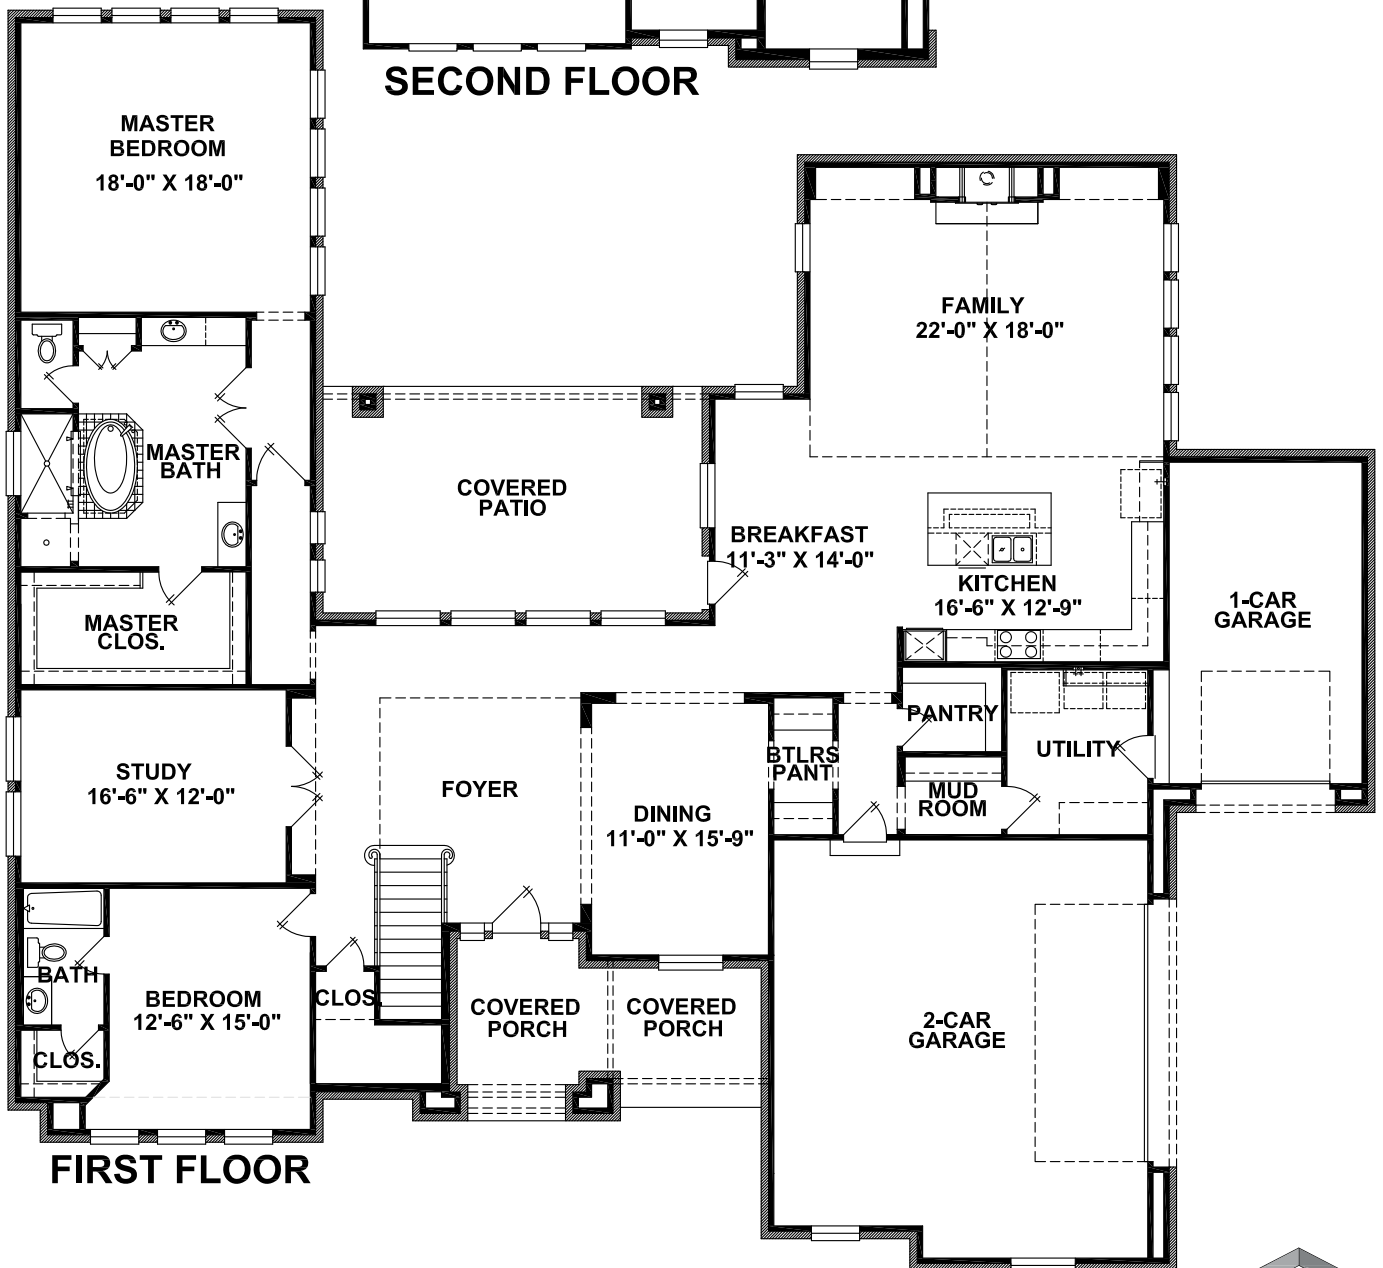 SECOND FLOOR
MASTER
BEDROOM
18'-0" X 18'-0"
FAMILY
22'-0" X 18'-0"
MASTER
BATH
COVERED
PATIO
BREAKFAST
11'-3" X 14'-0"
KITCHEN
16'-6" X 12'-9"
1-CAR
GARAGE
MASTER
CLOS.
STUDY
16'-6" X 12'-0"
FOYER
DINING
11'-0" X 15'-9"
BTLRS
PANT
PANTRY
UTILITY
MUD
ROOM
BATH
BEDROOM
12'-6" X 15'-0"
CLOS.
CLOS.
COVERED
PORCH
COVERED
PORCH
2-CAR
GARAGE
FIRST FLOOR